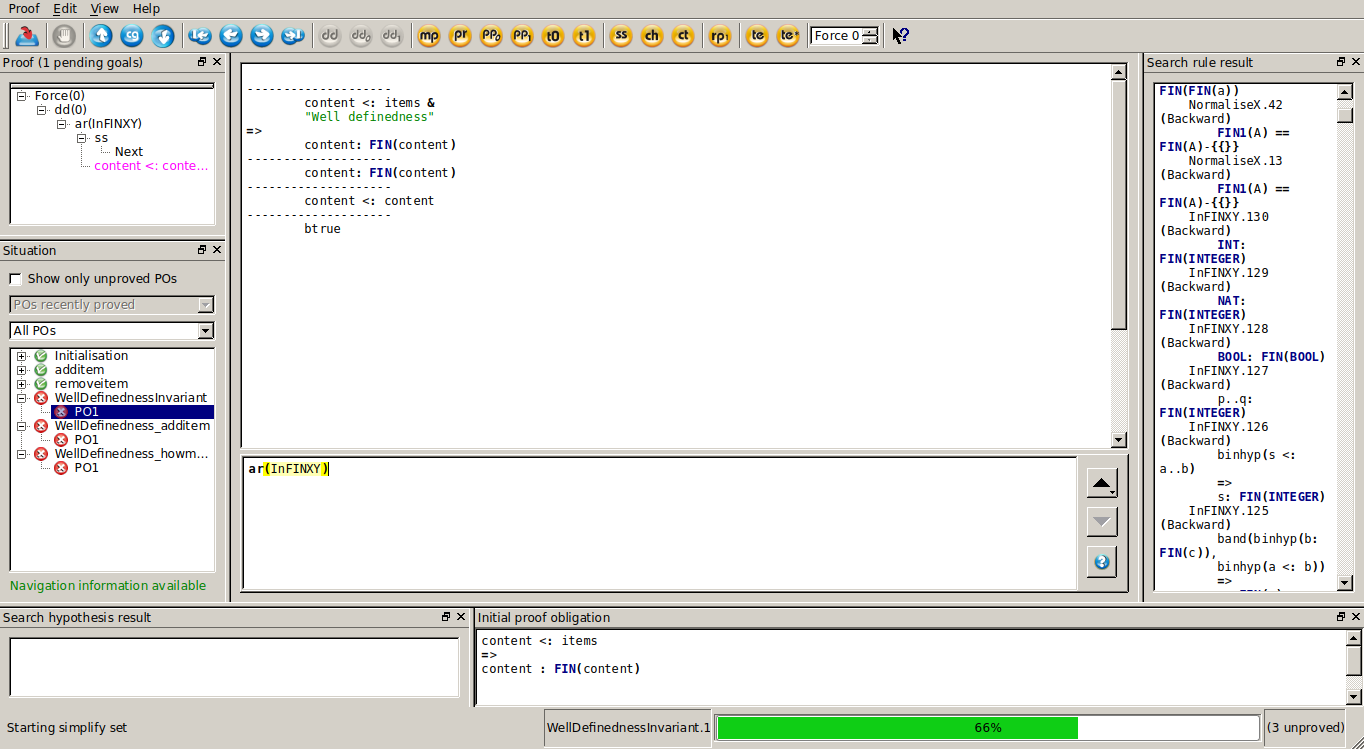 Proof Edit View Help
dd dd0 dd1 mp pr pp0 pp1 t0 t1 ss ch ct rp te te* Force 0
Proof (1 pending goals)
Force(0)
dd(0)
ar(InFINXY)
ss
Next
content <: conte...
Situation
Show only unproved POs
POs recently proved
All POs
Initialisation
additem
removeitem
WellDefinednessInvariant
PO1
WellDefinedness_additem
PO1
WellDefinedness_howm...
PO1
Navigation information available
--------------------
content <: items &
"Well definedness"
=>
content: FIN(content)
--------------------
content: FIN(content)
--------------------
content <: content
--------------------
btrue
ar(InFINXY)
Search rule result
FIN(FIN(a))
NormaliseX.42
(Backward)
FIN1(A) ==
FIN(A)-{{}}
NormaliseX.13
(Backward)
FIN1(A) ==
FIN(A)-{{}}
InFINXY.130
(Backward)
INT:
FIN(INTEGER)
InFINXY.129
(Backward)
NAT:
FIN(INTEGER)
InFINXY.128
(Backward)
BOOL: FIN(BOOL)
InFINXY.127
(Backward)
p..q:
FIN(INTEGER)
InFINXY.126
(Backward)
binhyp(s <:
a..b)
=>
s: FIN(INTEGER)
InFINXY.125
(Backward)
band(binhyp(b:
FIN(c)),
binhyp(a <: b))
=>
Search hypothesis result
Initial proof obligation
content <: items
=>
content : FIN(content)
Starting simplify set
WellDefinednessInvariant.1
66%
(3 unproved)